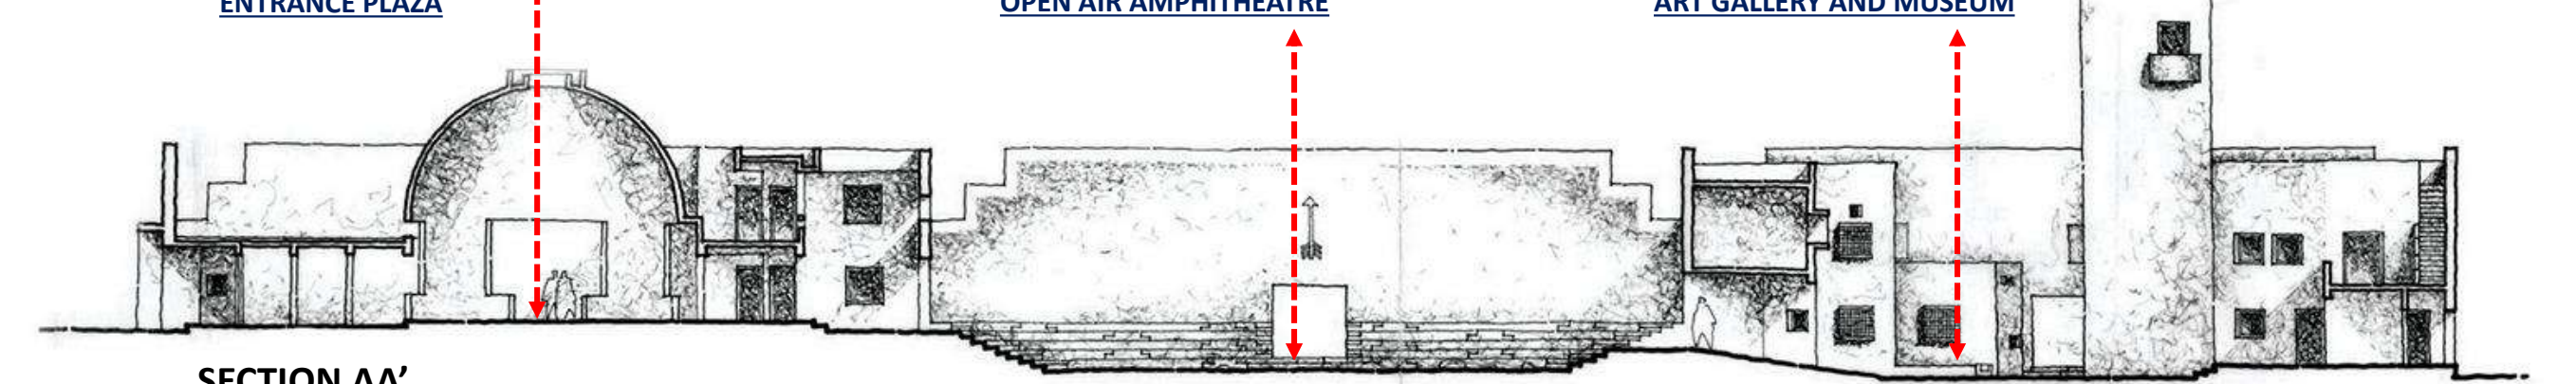 ENTRANCE PLAZA
OPEN AIR AMPHITHEATRE
ART GALLERY AND MUSEUM
SECTION AA’